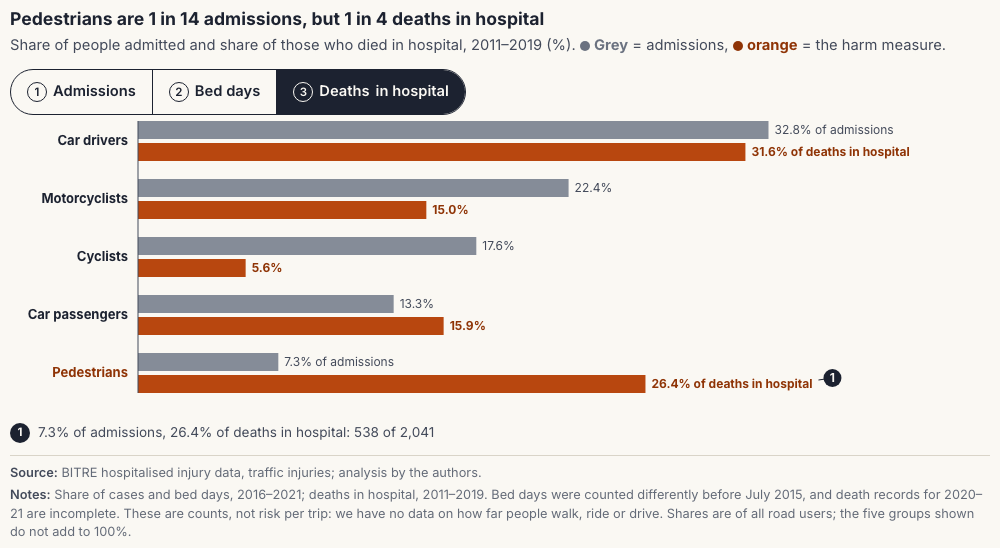 Pedestrians are 1 in 14 admissions, but 1 in 4 deaths in hospital
Share of people admitted and share of those who died in hospital, 2011–2019 (%). Grey = admissions, orange = the harm measure.
1 Admissions 2 Bed days 3 Deaths in hospital
Car drivers
32.8% of admissions
31.6% of deaths in hospital
Motorcyclists
22.4%
15.0%
Cyclists
17.6%
5.6%
Car passengers
13.3%
15.9%
Pedestrians
7.3% of admissions
26.4% of deaths in hospital 1
1 7.3% of admissions, 26.4% of deaths in hospital: 538 of 2,041
Source: BITRE hospitalised injury data, traffic injuries; analysis by the authors.
Notes: Share of cases and bed days, 2016–2021; deaths in hospital, 2011–2019. Bed days were counted differently before July 2015, and death records for 2020–
21 are incomplete. These are counts, not risk per trip: we have no data on how far people walk, ride or drive. Shares are of all road users; the five groups shown
do not add to 100%.